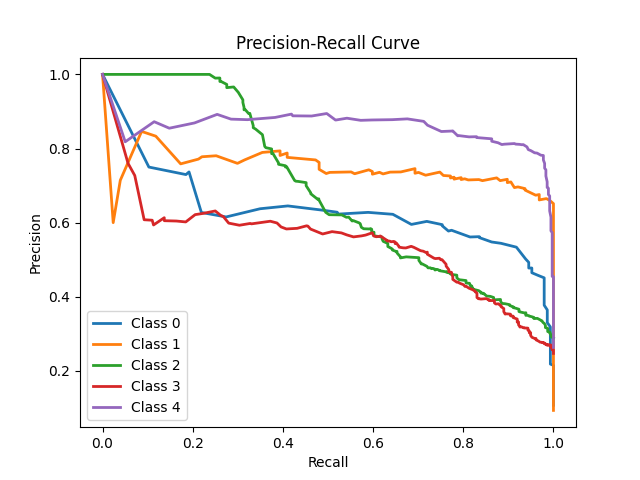 Precision-Recall Curve
Precision
1.0
0.8
0.6
0.4
0.2
Class 0
Class 1
Class 2
Class 3
Class 4
0.0 0.2 0.4 0.6 0.8 1.0
Recall